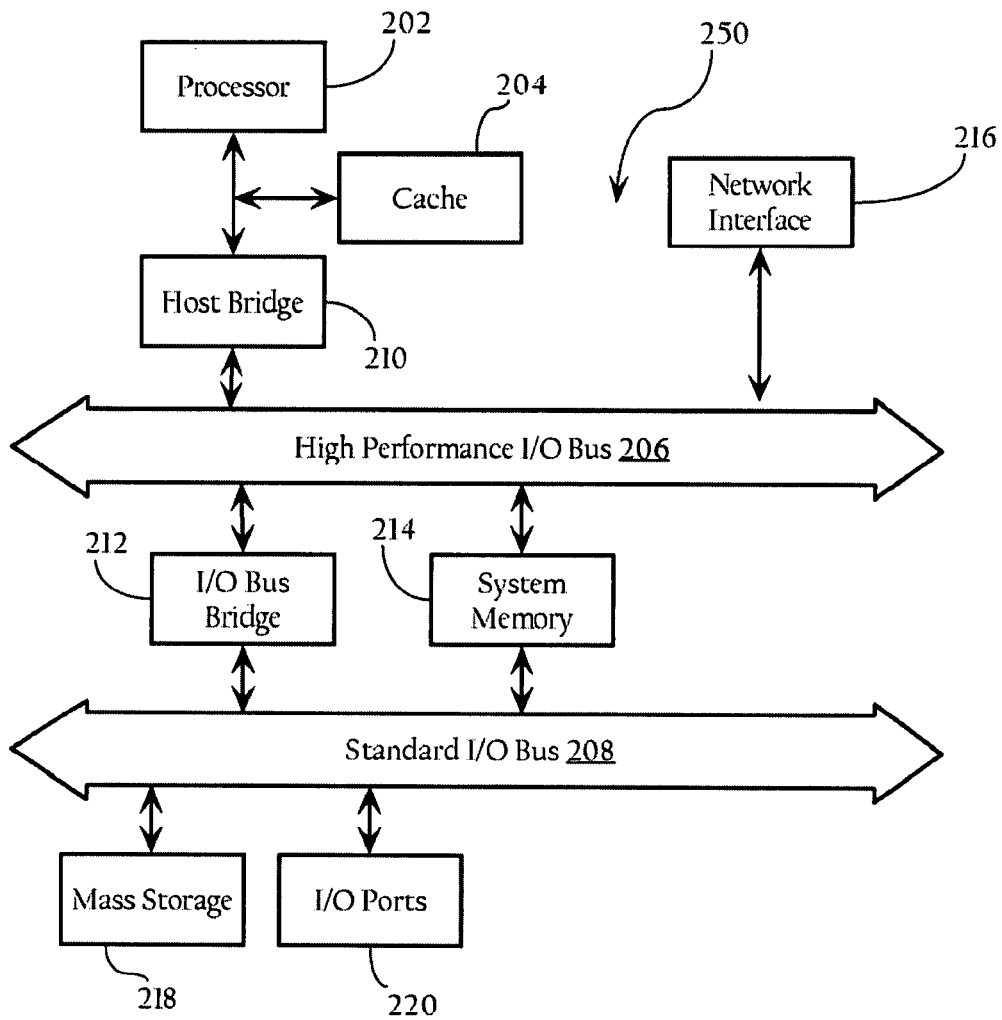 202
Processor
250
204
216
Cache
Network
Interface
Host Bridge
210
High Performance I/O Bus 206
212
214
I/O Bus
Bridge
System
Memory
Standard I/O Bus 208
Mass Storage
I/O Ports
218
220